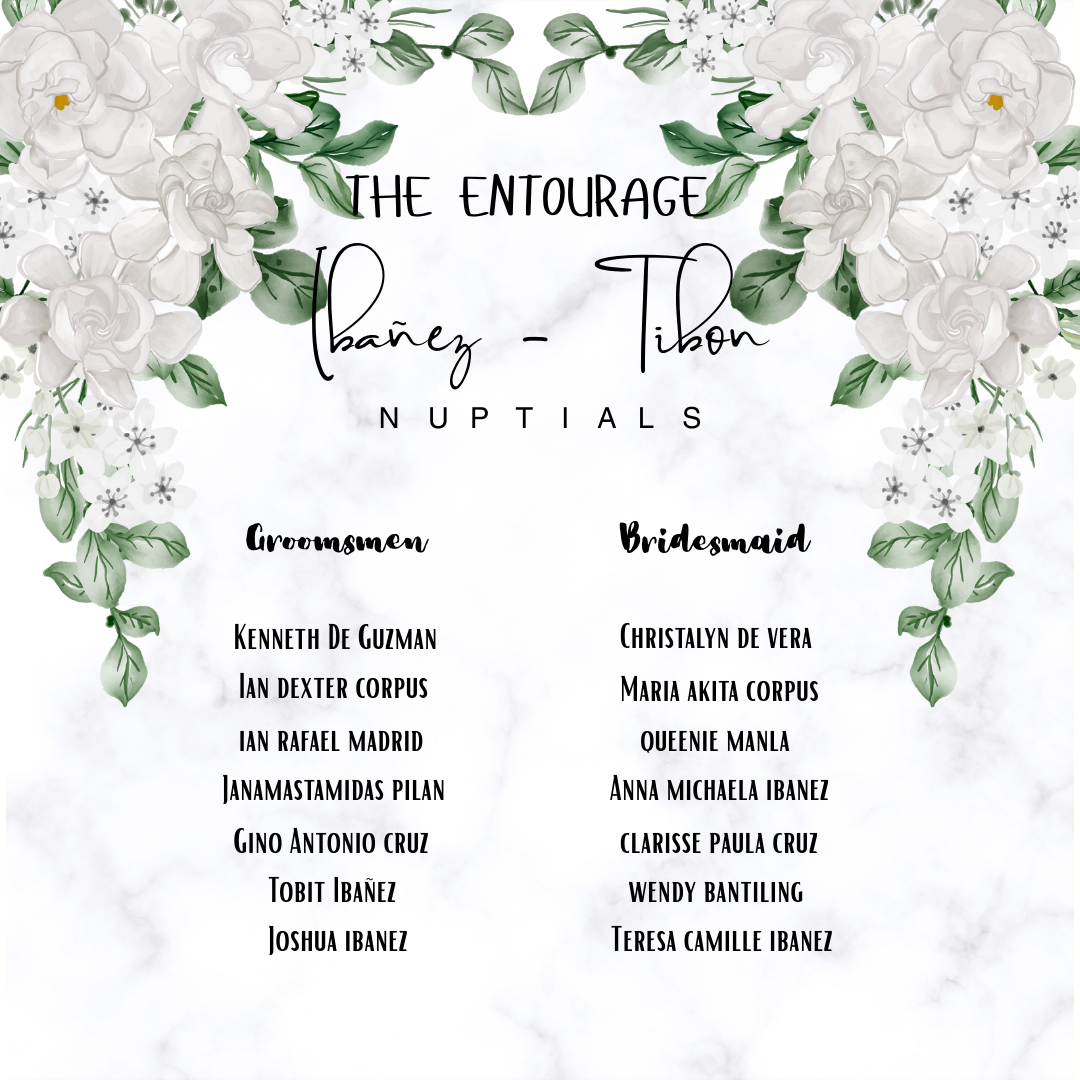 THE ENTOURAGE
Ibañez - Tibon
NUPTIALS
Groomsmen
Kenneth De Guzman
Ian dexter corpus
ian rafael madrid
Janamastamidas pilan
Gino Antonio cruz
Tobit Ibañez
Joshua ibanez
Bridesmaid
Christalyn de vera
Maria akita corpus
queenie manla
Anna michaela ibanez
clarisse paula cruz
wendy bantiling
Teresa camille ibanez